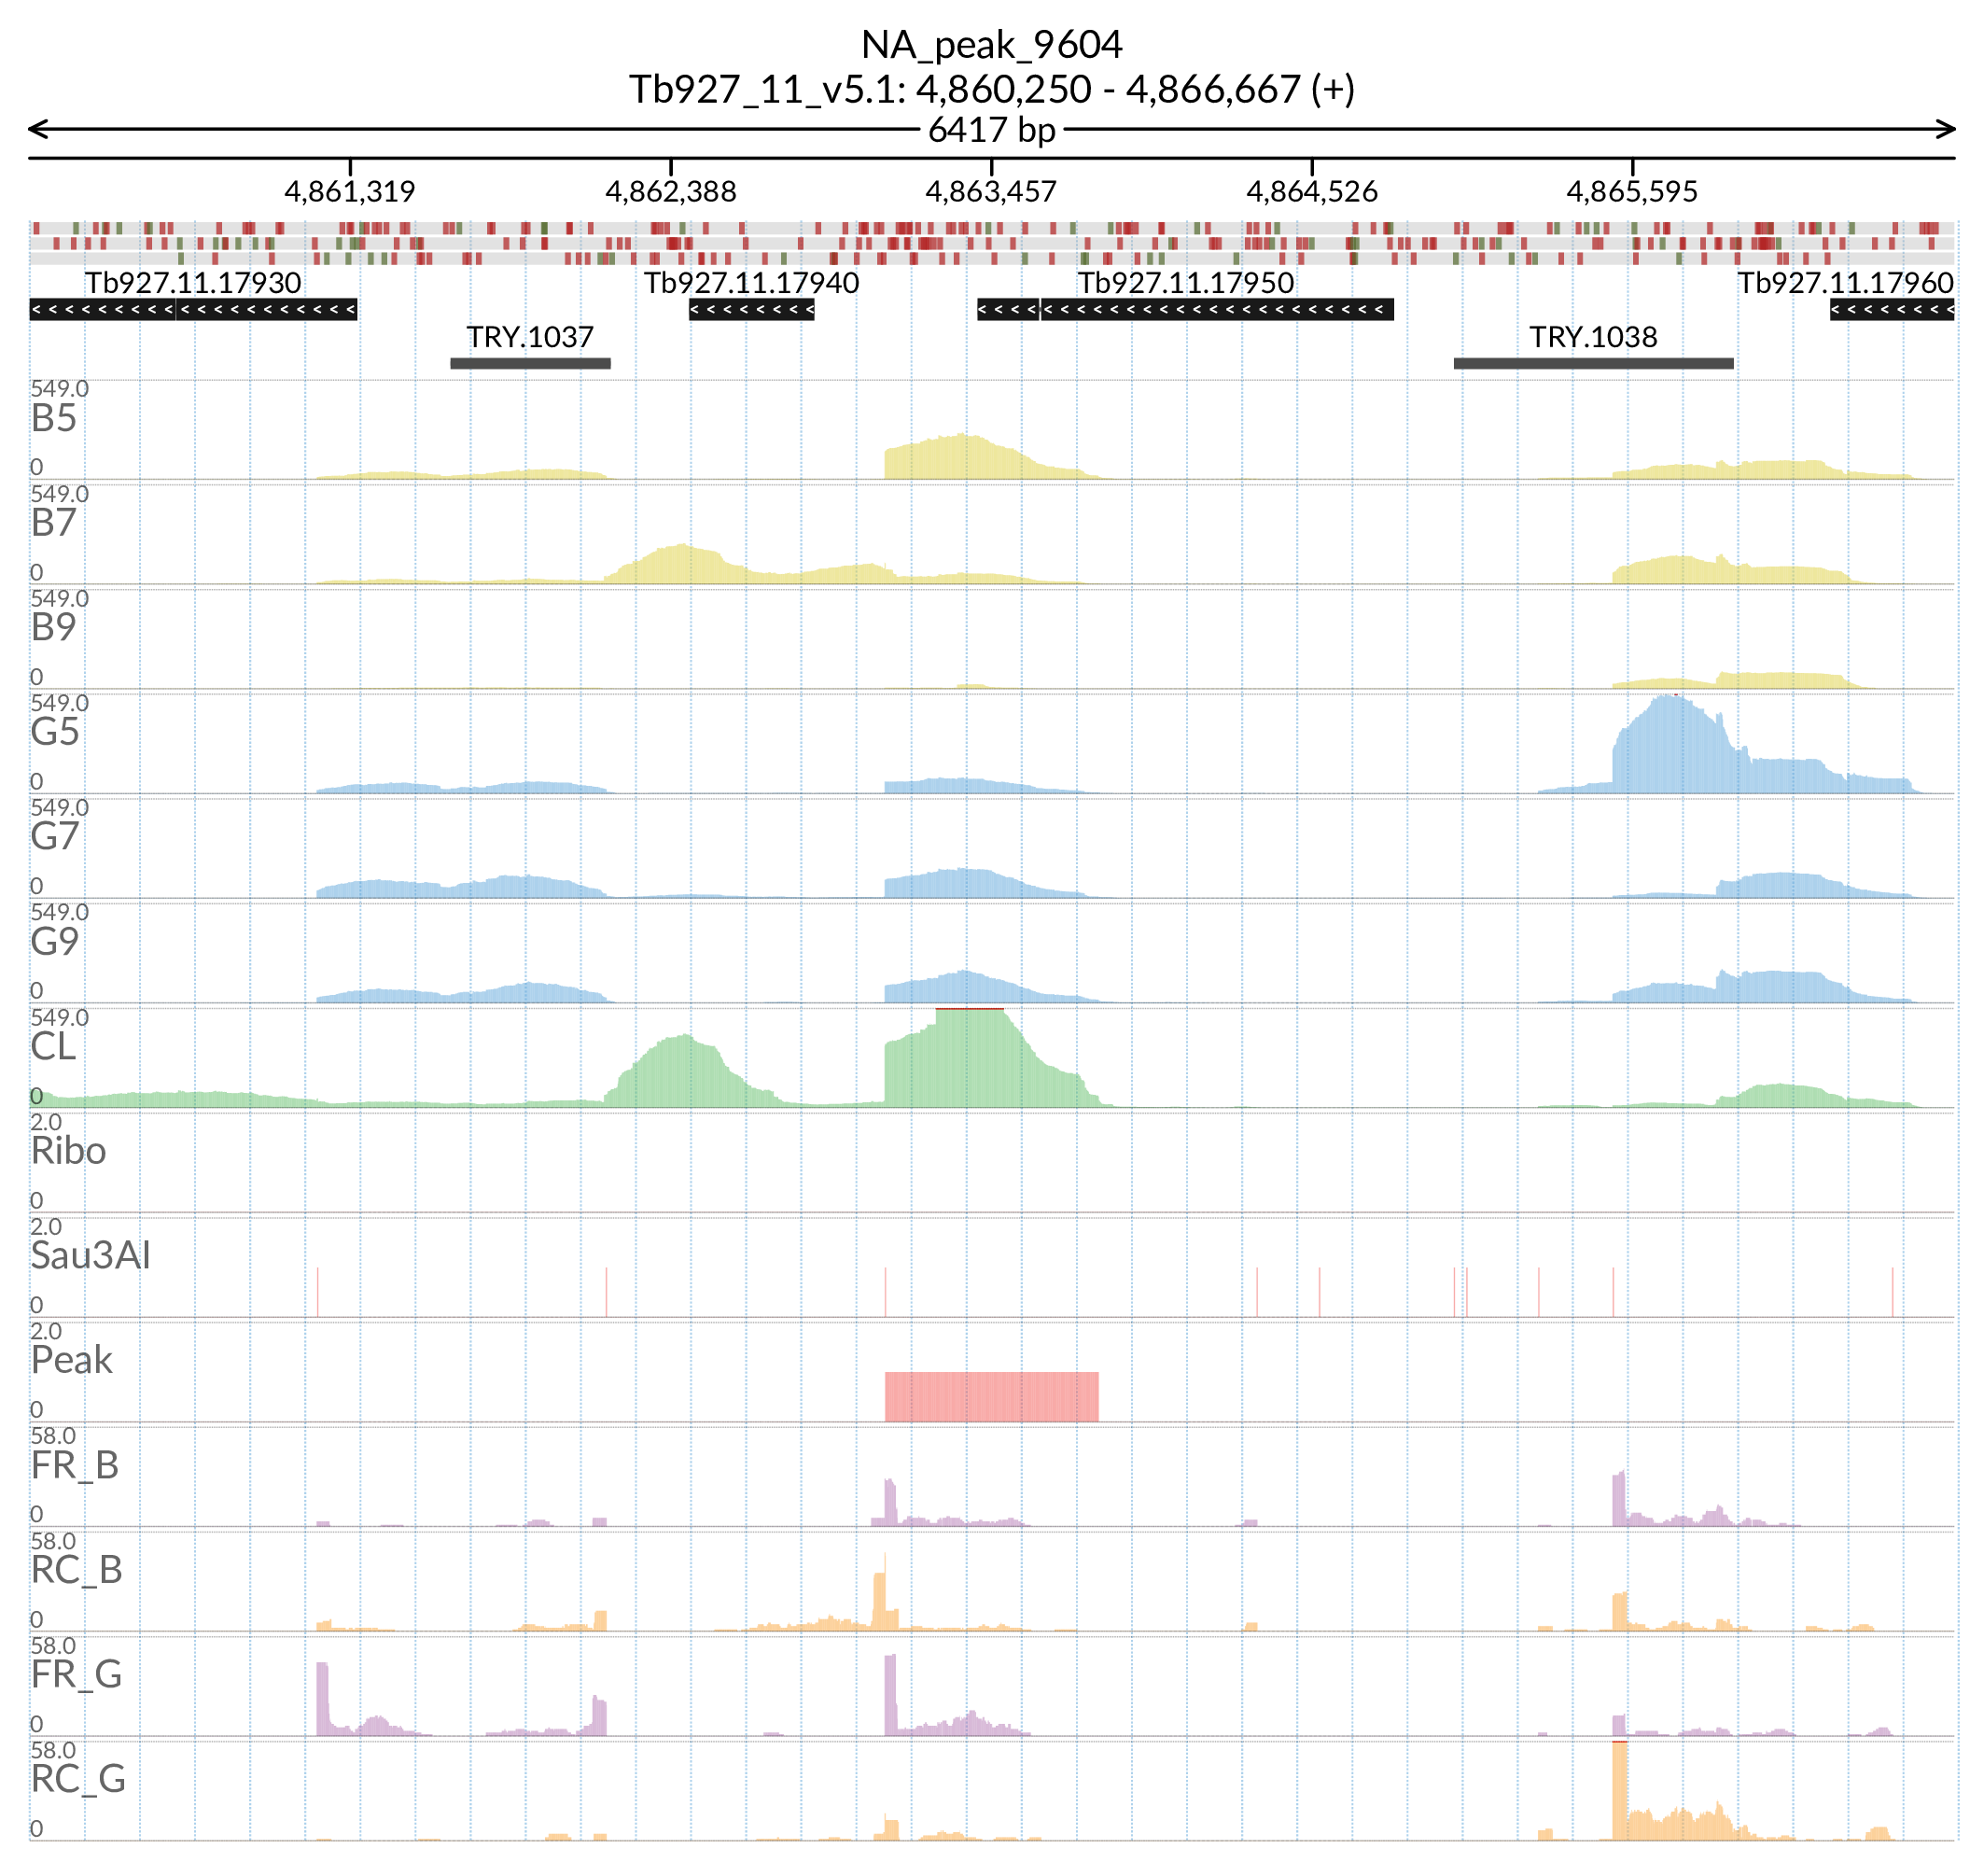 NA_peak_9604
Tb927_11_v5.1: 4,860,250 - 4,866,667 (+)
6417 bp
4,861,319 4,862,388 4,863,457 4,864,526 4,865,595
Tb927.11.17930 Tb927.11.17940 Tb927.11.17950 Tb927.11.17960
TRY.1037 TRY.1038
549.0
B5
0
549.0
B7
0
549.0
B9
0
549.0
G5
0
549.0
G7
0
549.0
G9
0
549.0
CL
0
2.0
Ribo
0
2.0
Sau3AI
0
2.0
Peak
0
58.0
FR_B
0
58.0
RC_B
0
58.0
FR_G
0
58.0
RC_G
0